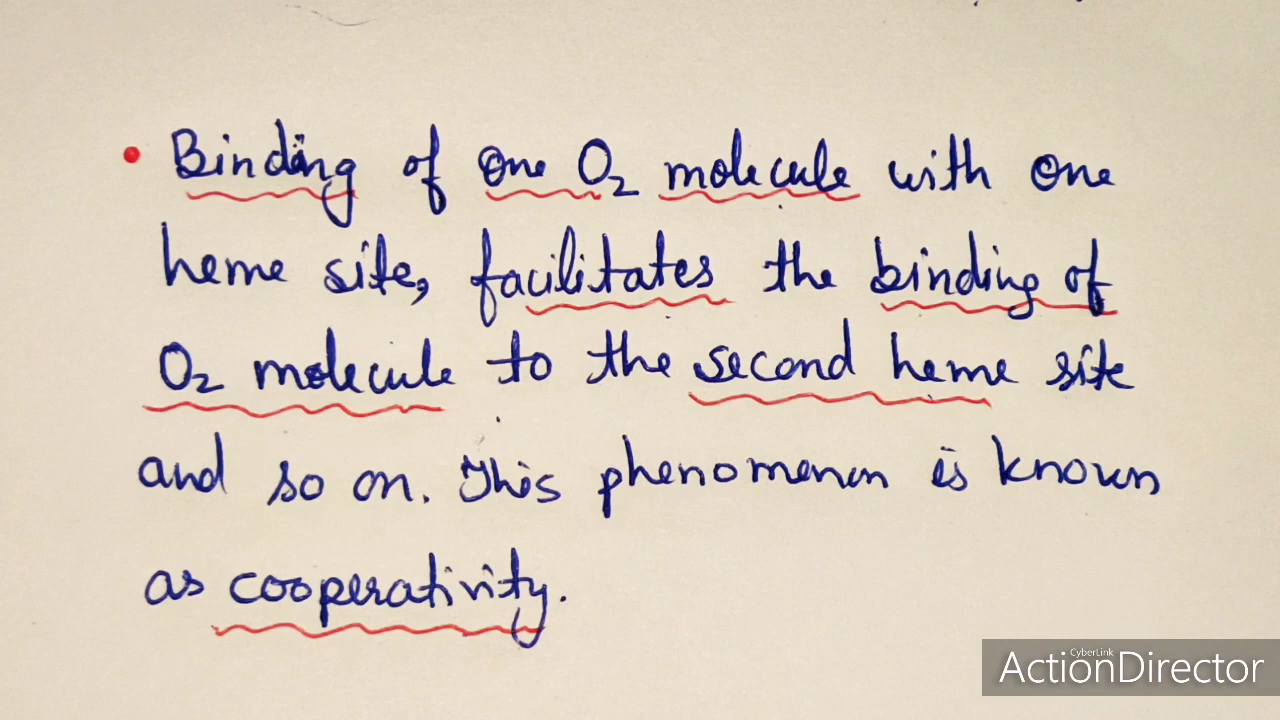 • Binding of one O₂ molecule with one
heme site, facilitates the binding of
O₂ molecule to the second heme site
and so on. This phenomenon is known
as cooperativity.
CyberLink
ActionDirector